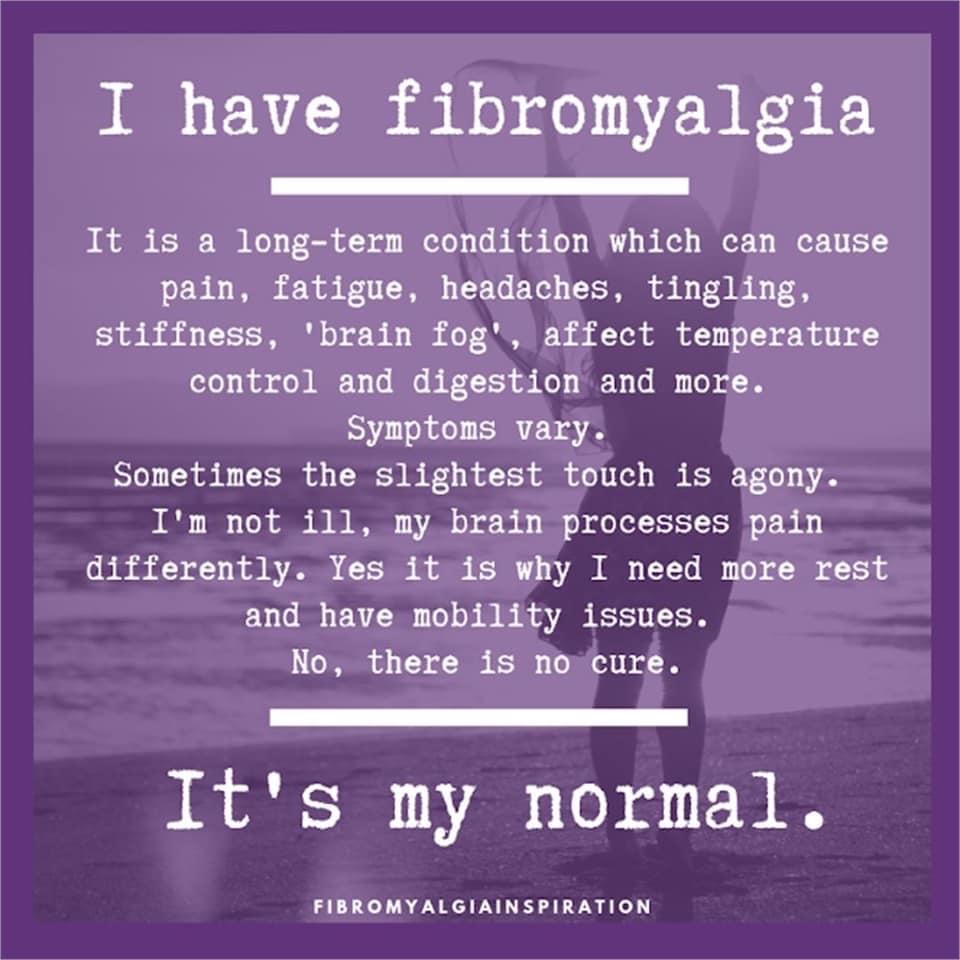 I have fibromyalgia
It is a long-term condition which can cause
pain, fatigue, headaches, tingling,
stiffness, 'brain fog', affect temperature
control and digestion and more.
Symptoms vary.
Sometimes the slightest touch is agony.
I'm not ill, my brain processes pain
differently. Yes it is why I need more rest
and have mobility issues.
No, there is no cure.
It's my normal.
FIBROMYALGIAINSPIRATION